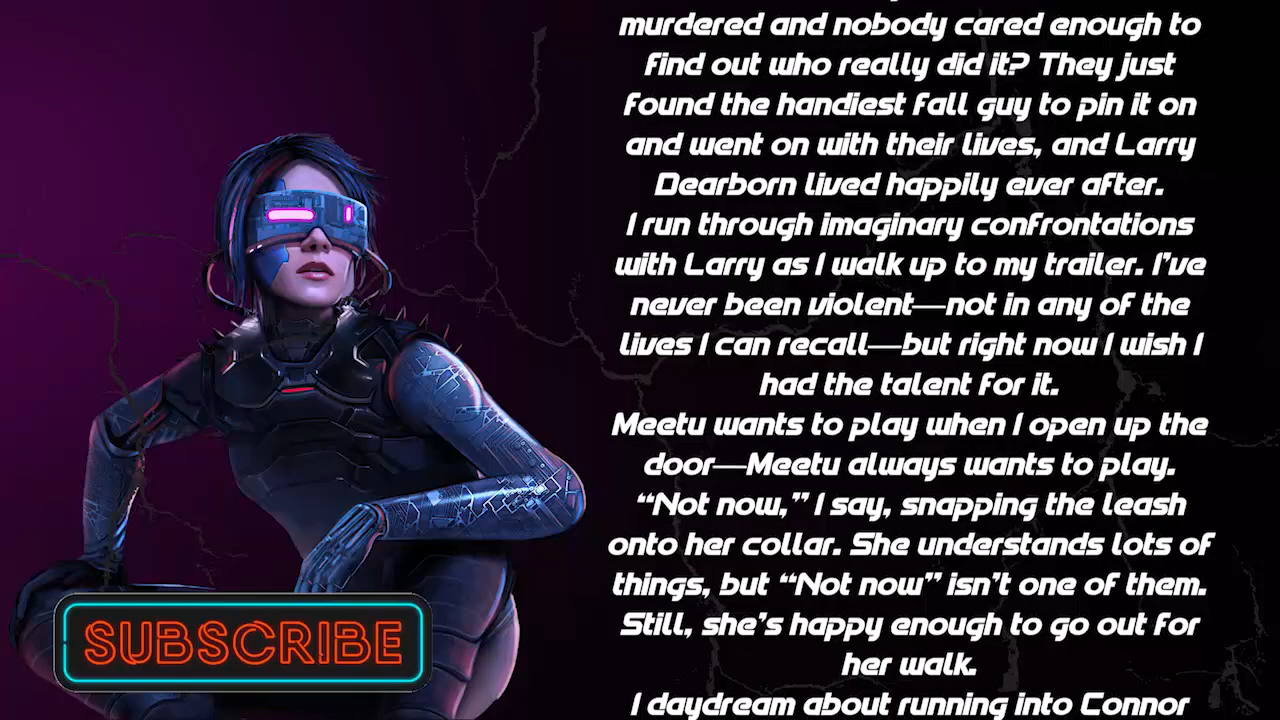 murdered and nobody cared enough to
find out who really did it? They just
found the handiest fall guy to pin it on
and went on with their lives, and Larry
Dearborn lived happily ever after.
I run through imaginary confrontations
with Larry as I walk up to my trailer. I’ve
never been violent—not in any of the
lives I can recall—but right now I wish I
had the talent for it.
Meetu wants to play when I open up the
door—Meetu always wants to play.
“Not now,” I say, snapping the leash
onto her collar. She understands lots of
things, but “Not now” isn’t one of them.
Still, she’s happy enough to go out for
her walk.
I daydream about running into Connor
SUBSCRIBE